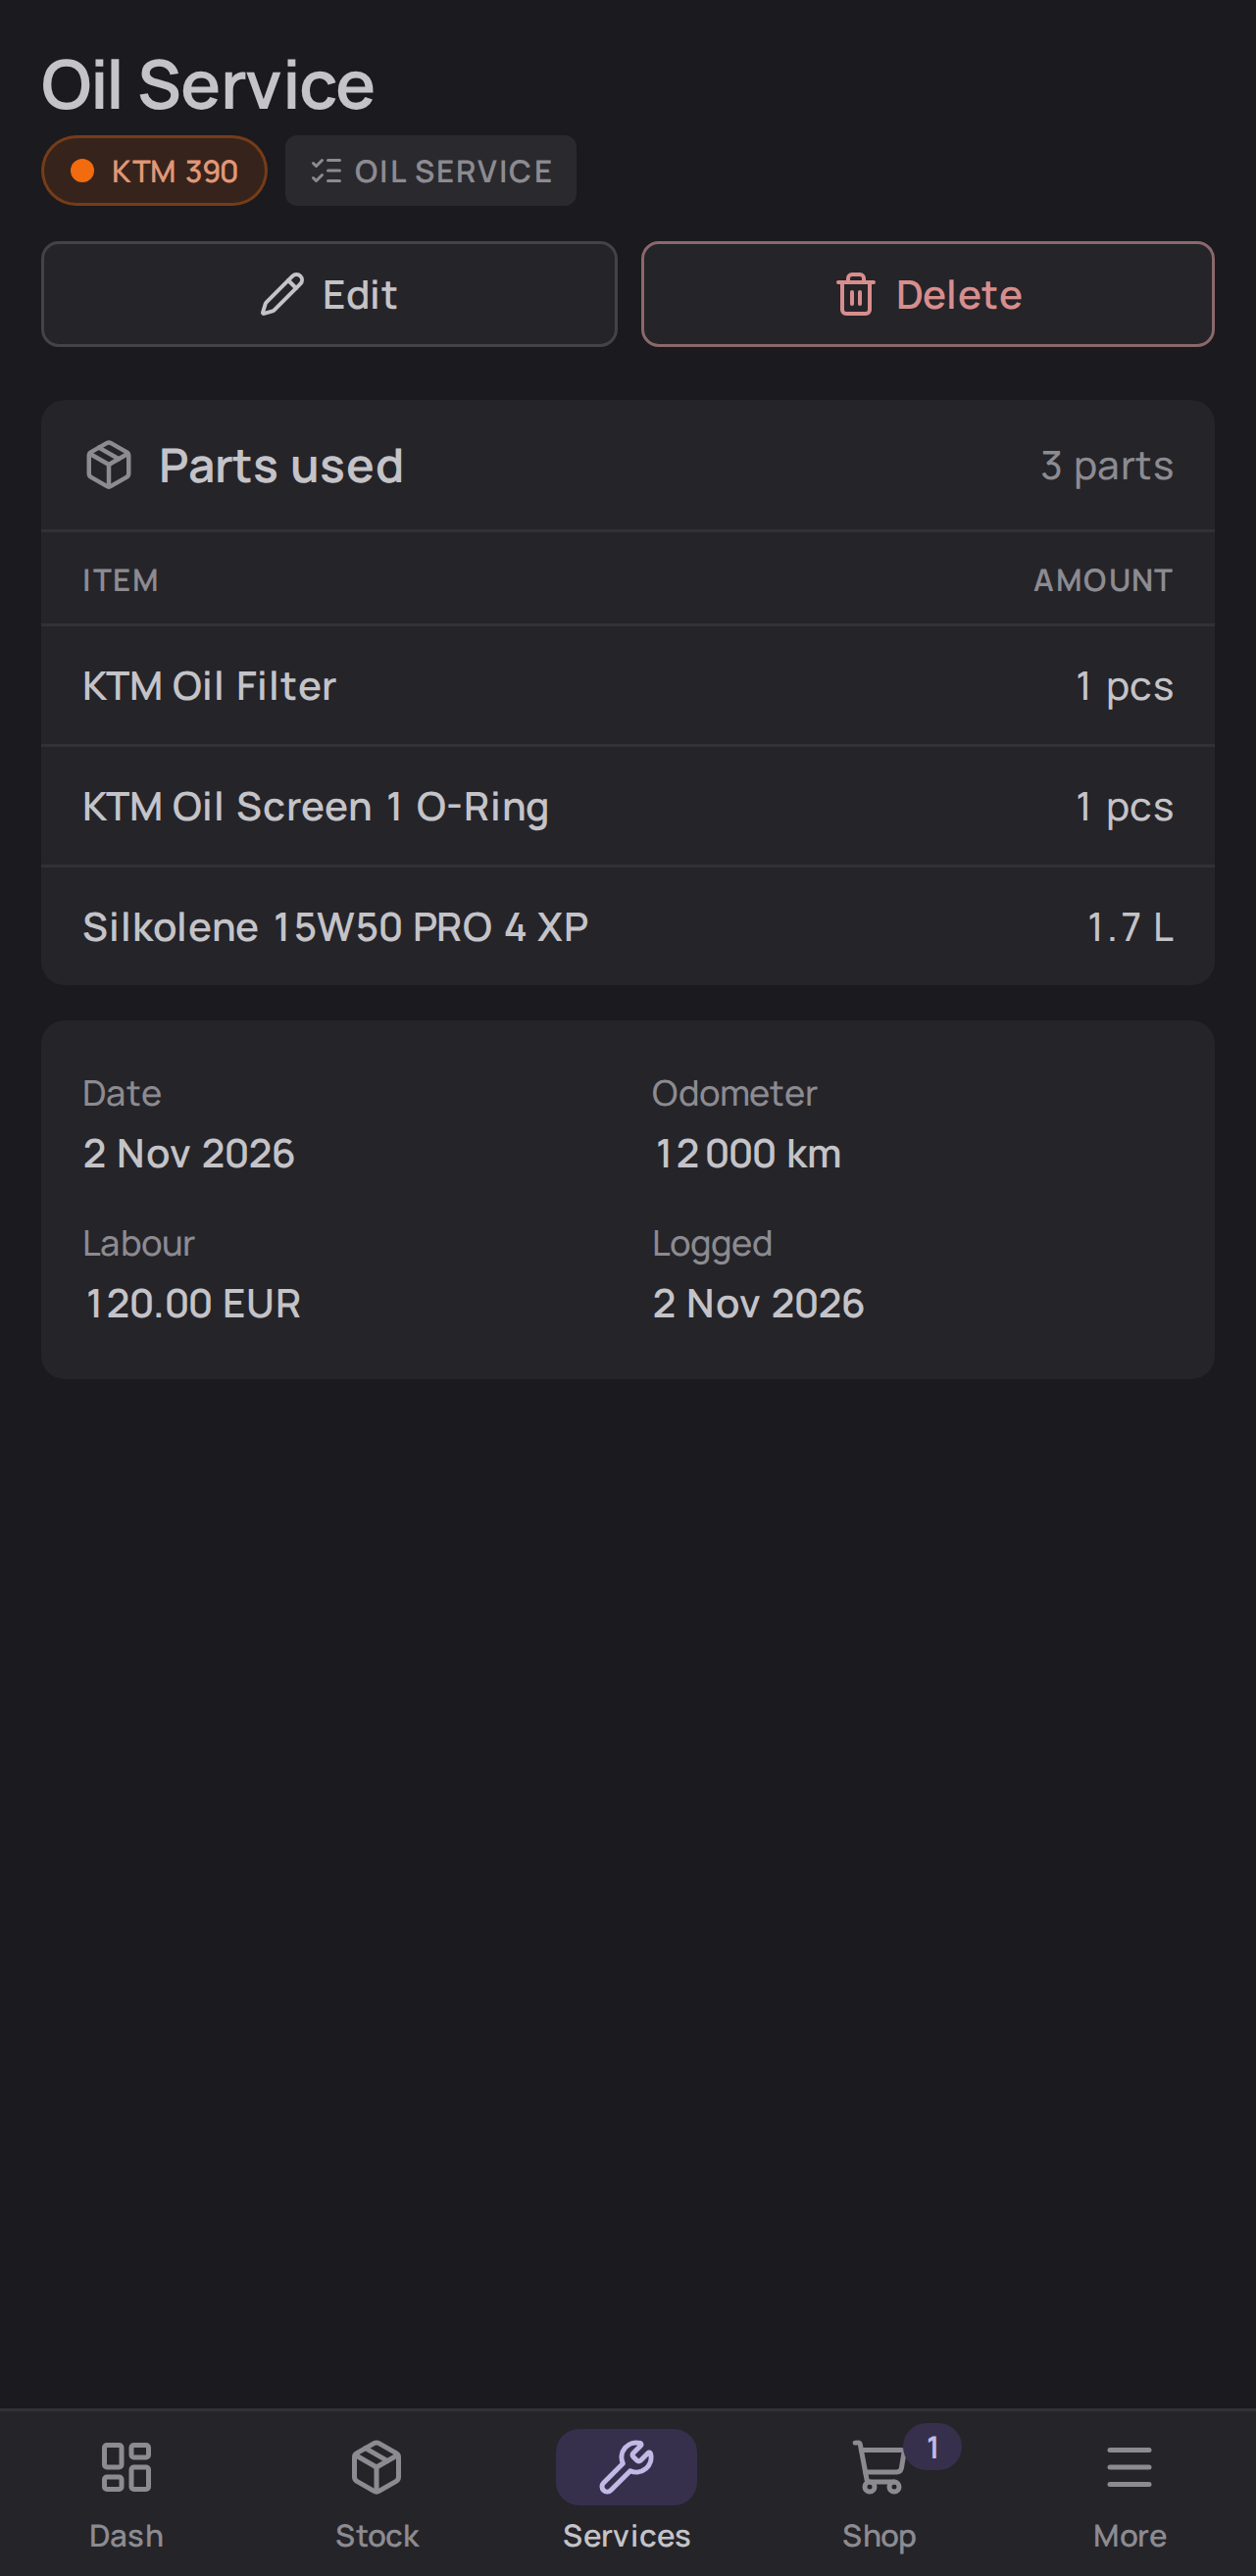 Oil Service
KTM 390 OIL SERVICE
Edit Delete
Parts used 3 parts
ITEM AMOUNT
KTM Oil Filter 1 pcs
KTM Oil Screen 1 O-Ring 1 pcs
Silkolene 15W50 PRO 4 XP 1.7 L
Date Odometer
2 Nov 2026 12 000 km
Labour Logged
120.00 EUR 2 Nov 2026
1
Dash Stock Services Shop More